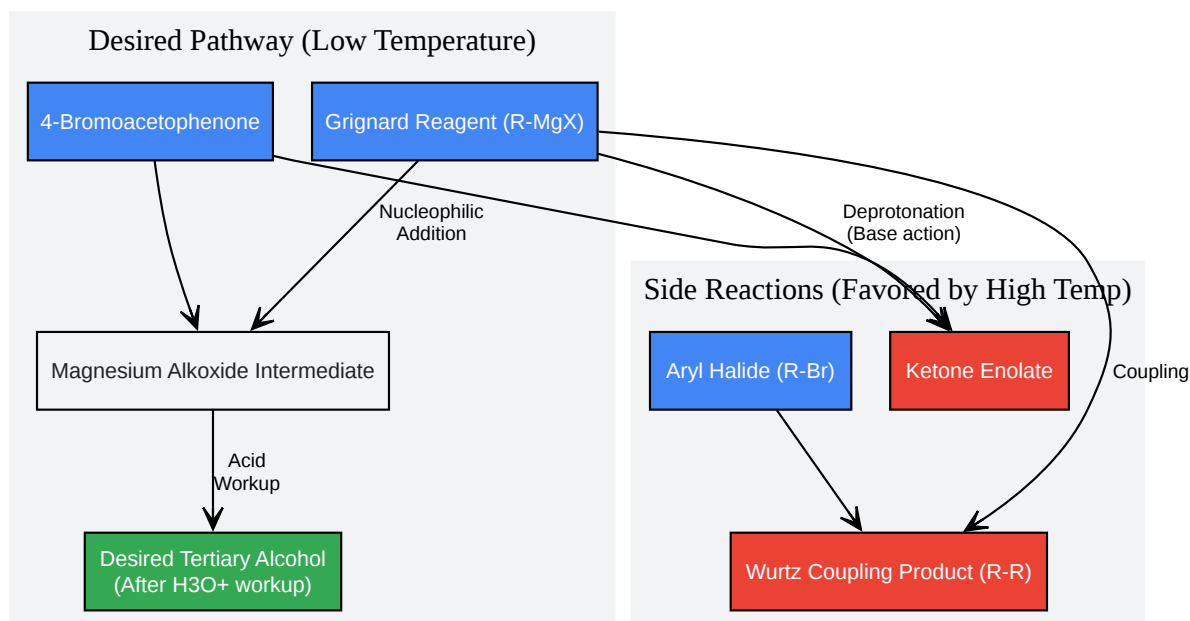 Desired Pathway (Low Temperature)
4-Bromoacetophenone
Grignard Reagent (R-MgX)
Nucleophilic
Addition
Deprotonation
(Base action)
Side Reactions (Favored by High Temp)
Magnesium Alkoxide Intermediate
Aryl Halide (R-Br)
Ketone Enolate
Coupling
Acid
Workup
Desired Tertiary Alcohol
(After H3O+ workup)
Wurtz Coupling Product (R-R)